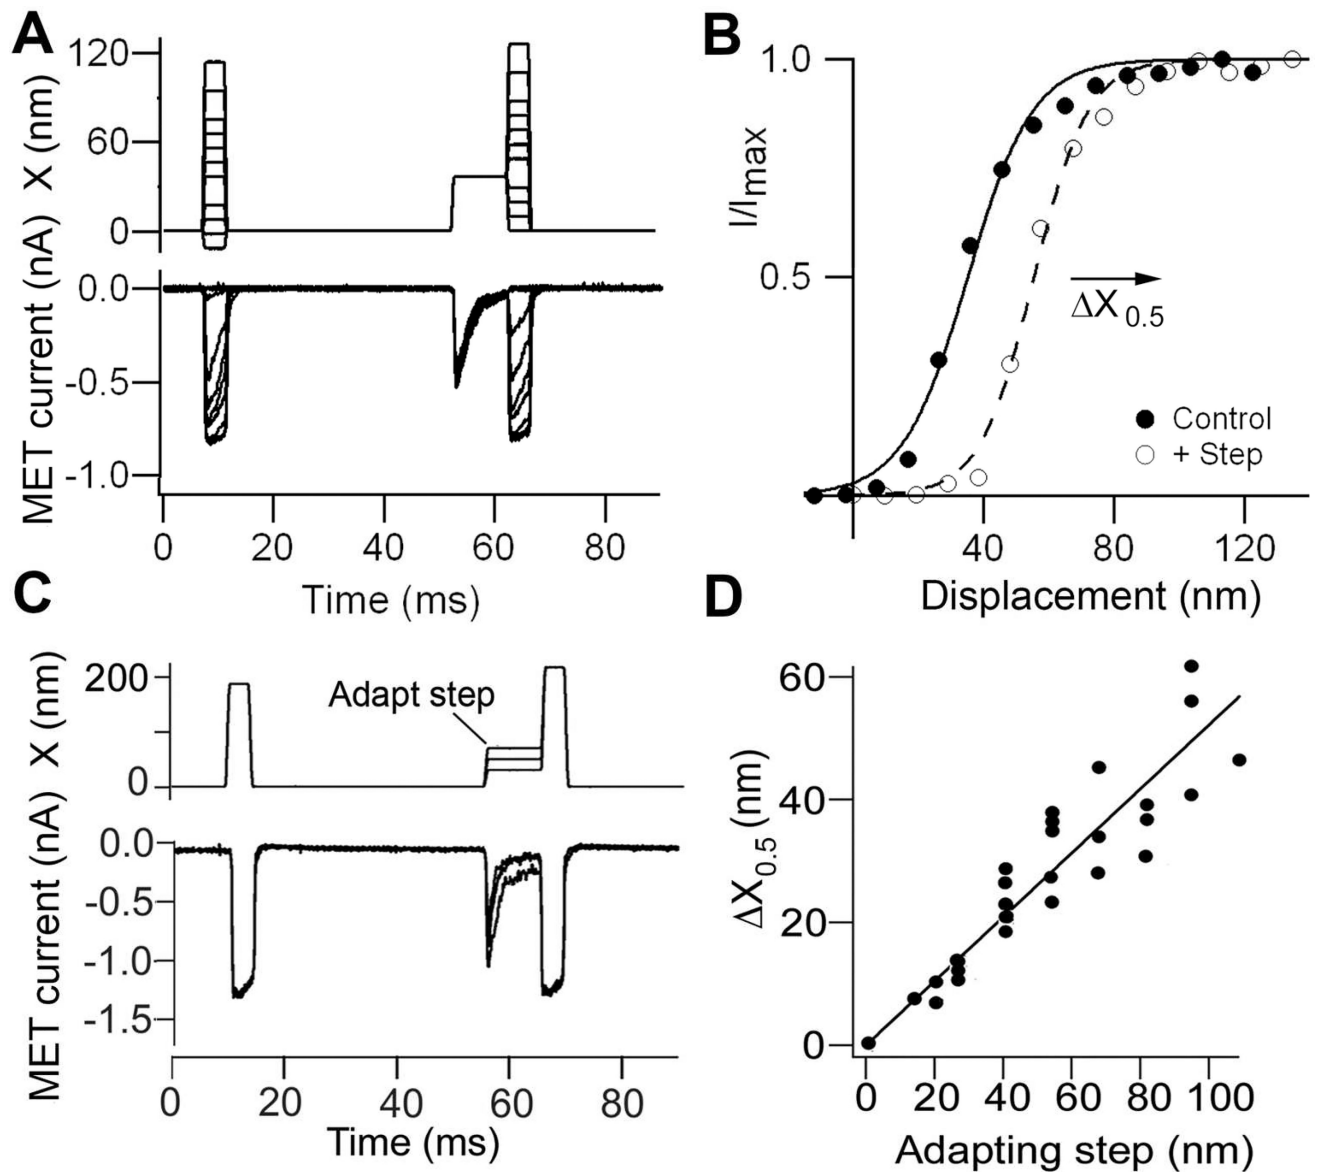 A
120
60
0
X (nm)
0.0
-0.5
-1.0
MET current (nA)
0 20 40 60 80
Time (ms)
B
1.0
0.5
I/Imax
ΔX0.5
Control
+ Step
40 80 120
Displacement (nm)
C
200
0
X (nm)
Adapt step
0.0
-0.5
-1.0
-1.5
MET current (nA)
0 20 40 60 80
Time (ms)
D
60
40
20
0
ΔX0.5 (nm)
0 20 40 60 80 100
Adapting step (nm)